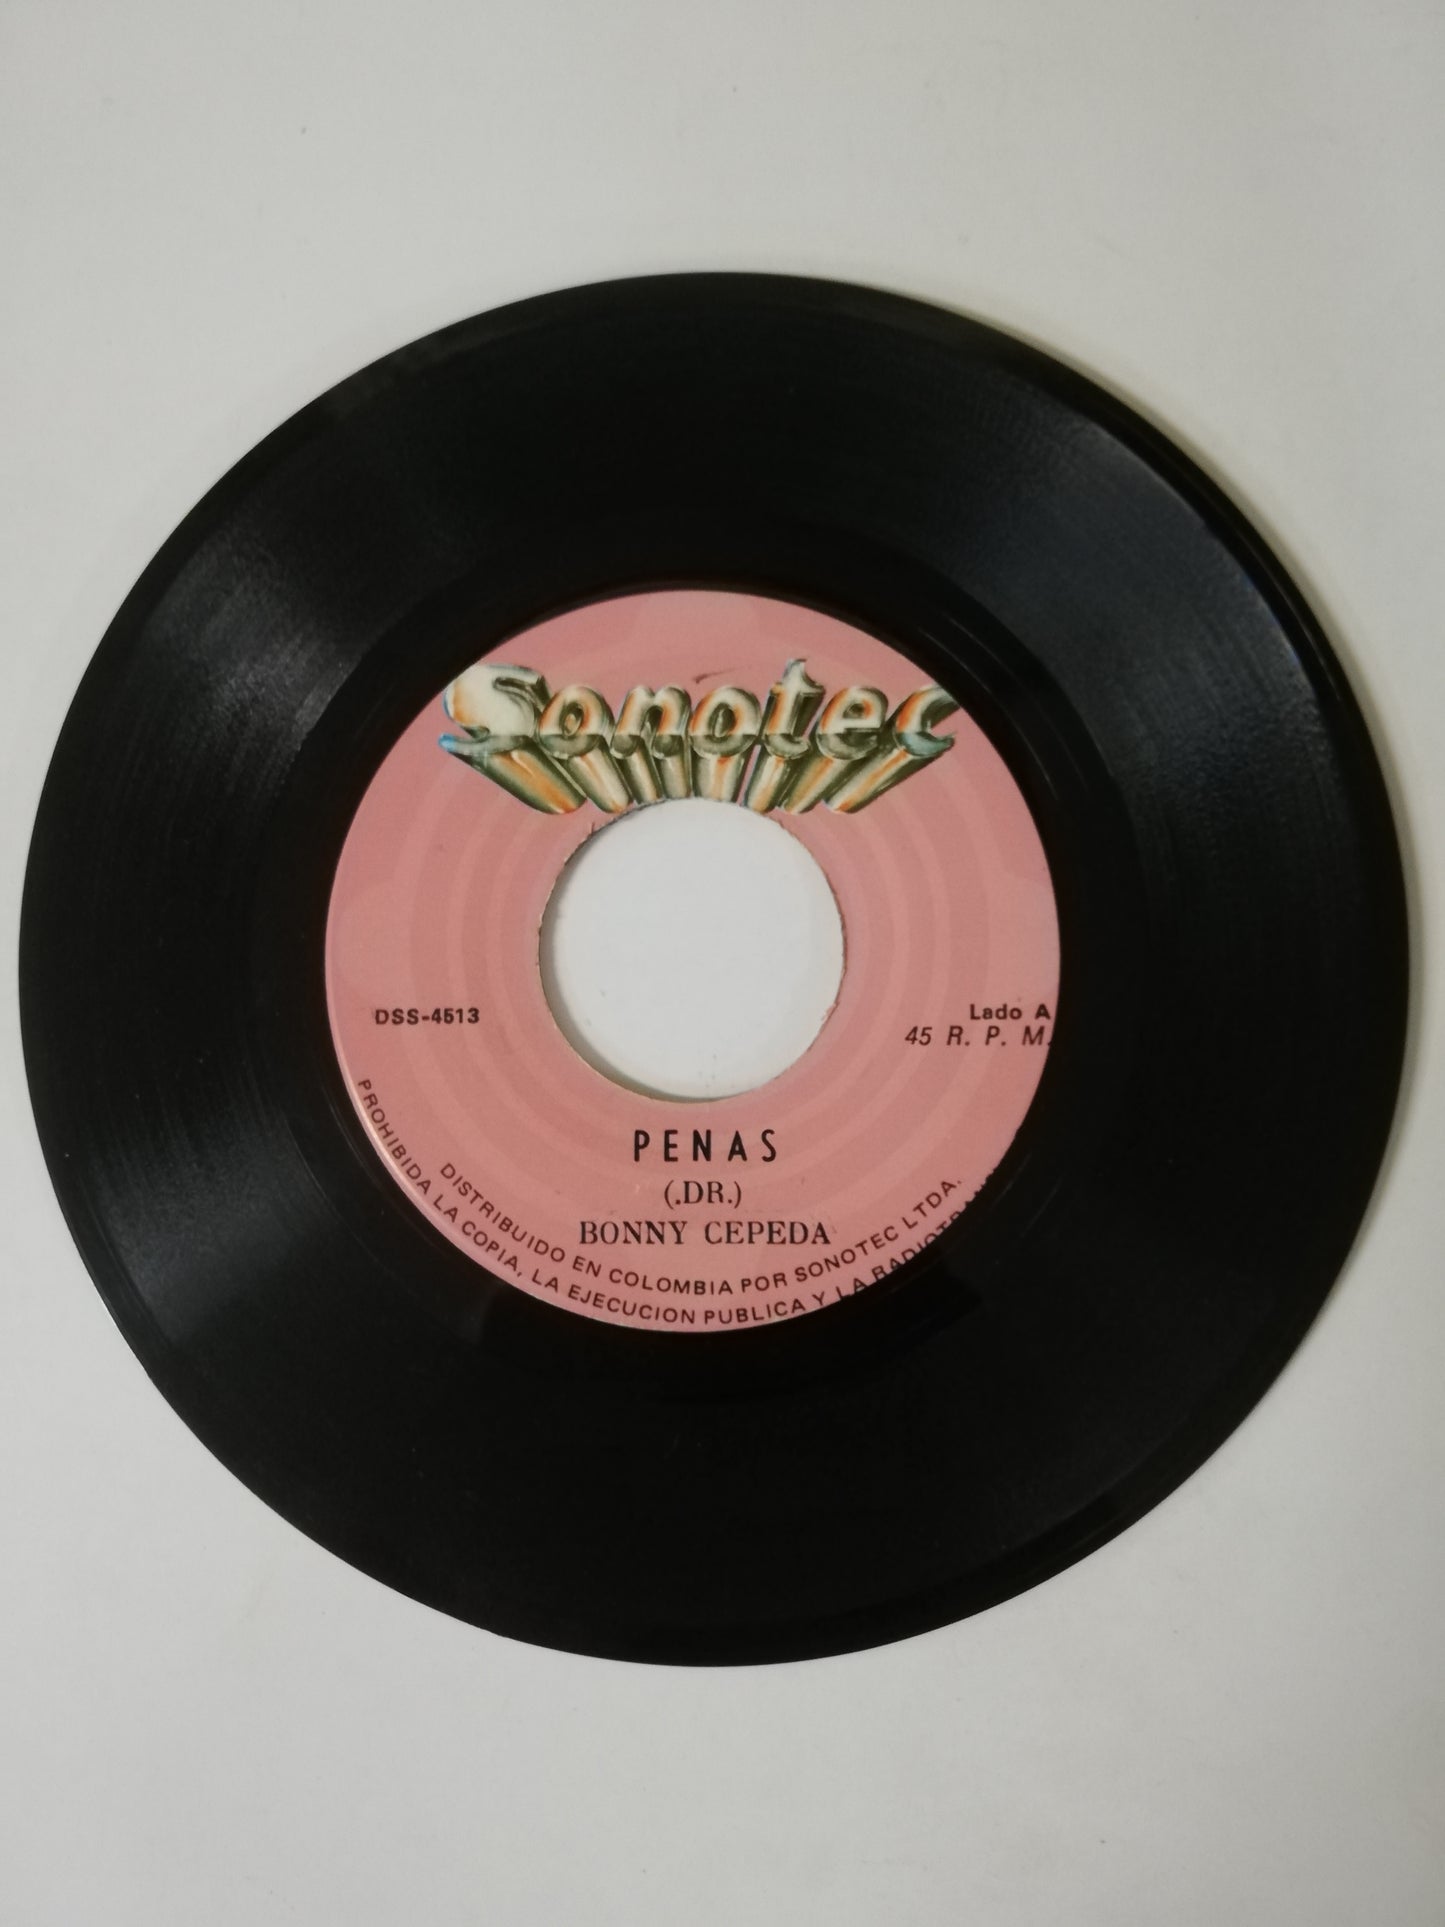 Sonotec
DSS-4513
Lado A
45 R. P. M.
PENAS
(.DR.)
BONNY CEPEDA
DISTRIBUIDO EN COLOMBIA POR SONOTEC LTDA.
PROHIBIDA LA COPIA, LA EJECUCION PUBLICA Y LA